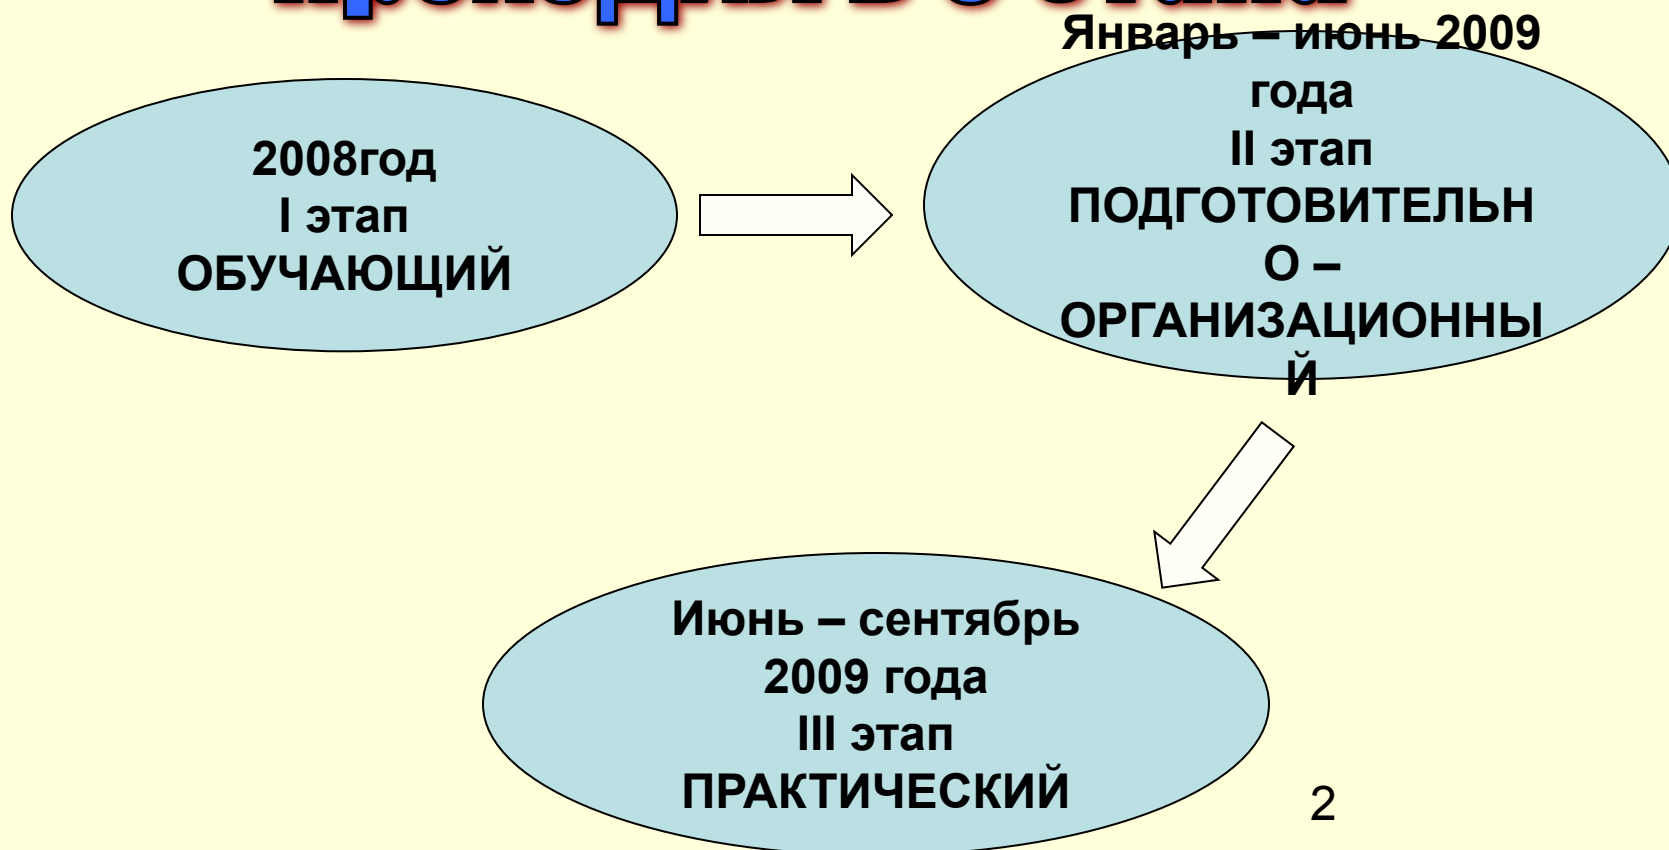 2008год
I этап
ОБУЧАЮЩИЙ
Январь – июнь 2009
года
II этап
ПОДГОТОВИТЕЛЬН
О –
ОРГАНИЗАЦИОННЫ
Й
Июнь – сентябрь
2009 года
III этап
ПРАКТИЧЕСКИЙ
2